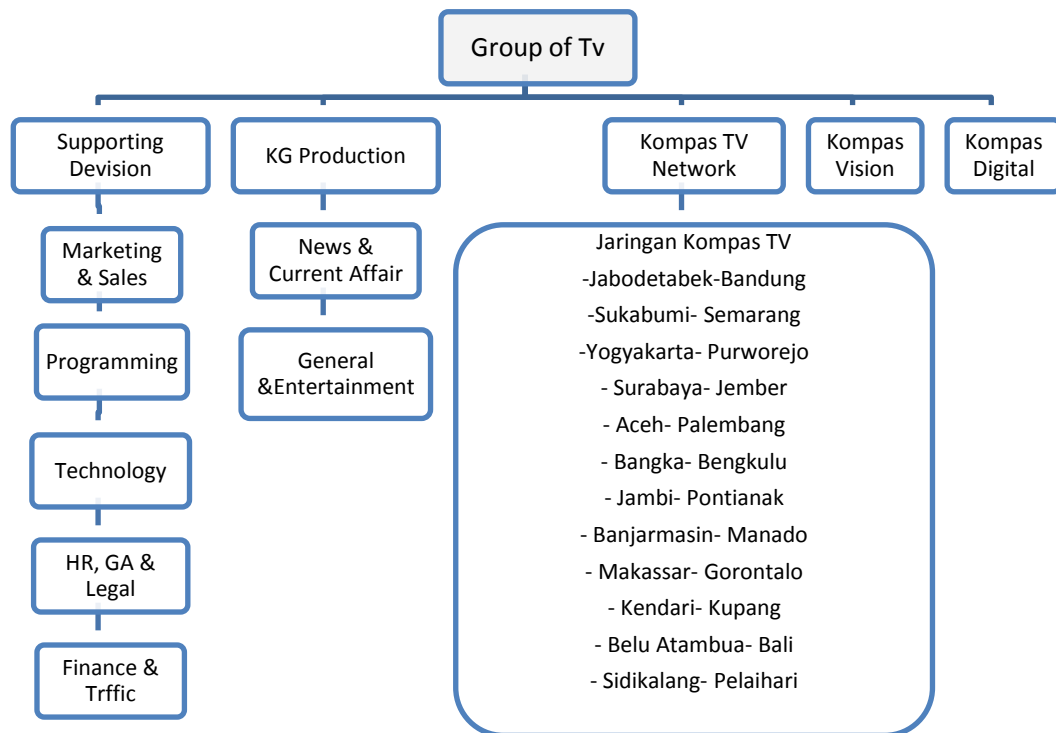 Group of Tv
Supporting
Devision
KG Production
Kompas TV
Network
Kompas
Vision
Kompas
Digital
Marketing
& Sales
Programming
Technology
HR, GA &
Legal
Finance &
Trffic
News &
Current Affair
General
&Entertainment
Jaringan Kompas TV
-Jabodetabek-Bandung
-Sukabumi- Semarang
-Yogyakarta- Purworejo
- Surabaya- Jember
- Aceh- Palembang
- Bangka- Bengkulu
- Jambi- Pontianak
- Banjarmasin- Manado
- Makassar- Gorontalo
- Kendari- Kupang
- Belu Atambua- Bali
- Sidikalang- Pelaihari